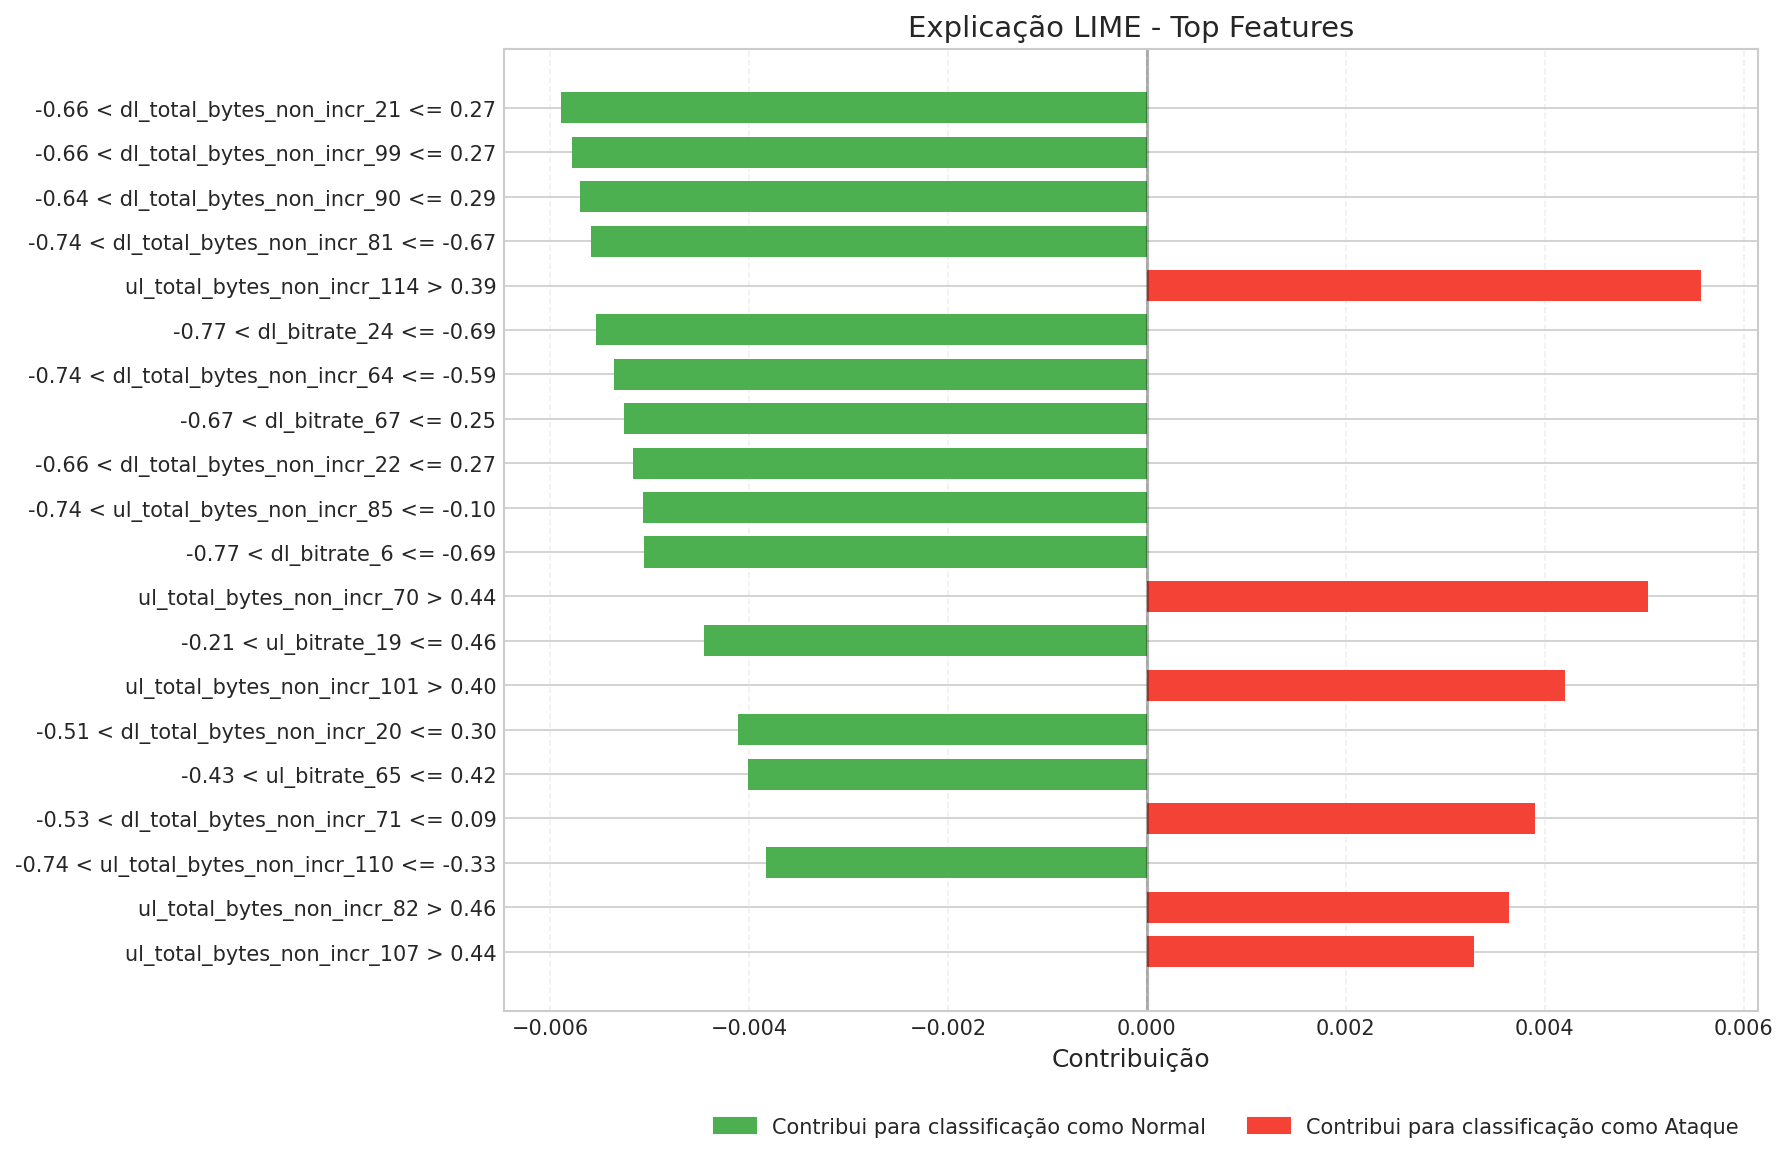 Explicação LIME - Top Features
-0.66 < dl_total_bytes_non_incr_21 <= 0.27
-0.66 < dl_total_bytes_non_incr_99 <= 0.27
-0.64 < dl_total_bytes_non_incr_90 <= 0.29
-0.74 < dl_total_bytes_non_incr_81 <= -0.67
ul_total_bytes_non_incr_114 > 0.39
-0.77 < dl_bitrate_24 <= -0.69
-0.74 < dl_total_bytes_non_incr_64 <= -0.59
-0.67 < dl_bitrate_67 <= 0.25
-0.66 < dl_total_bytes_non_incr_22 <= 0.27
-0.74 < ul_total_bytes_non_incr_85 <= -0.10
-0.77 < dl_bitrate_6 <= -0.69
ul_total_bytes_non_incr_70 > 0.44
-0.21 < ul_bitrate_19 <= 0.46
ul_total_bytes_non_incr_101 > 0.40
-0.51 < dl_total_bytes_non_incr_20 <= 0.30
-0.43 < ul_bitrate_65 <= 0.42
-0.53 < dl_total_bytes_non_incr_71 <= 0.09
-0.74 < ul_total_bytes_non_incr_110 <= -0.33
ul_total_bytes_non_incr_82 > 0.46
ul_total_bytes_non_incr_107 > 0.44
−0.006 −0.004 −0.002 0.000 0.002 0.004 0.006
Contribuição
Contribui para classificação como Normal Contribui para classificação como Ataque